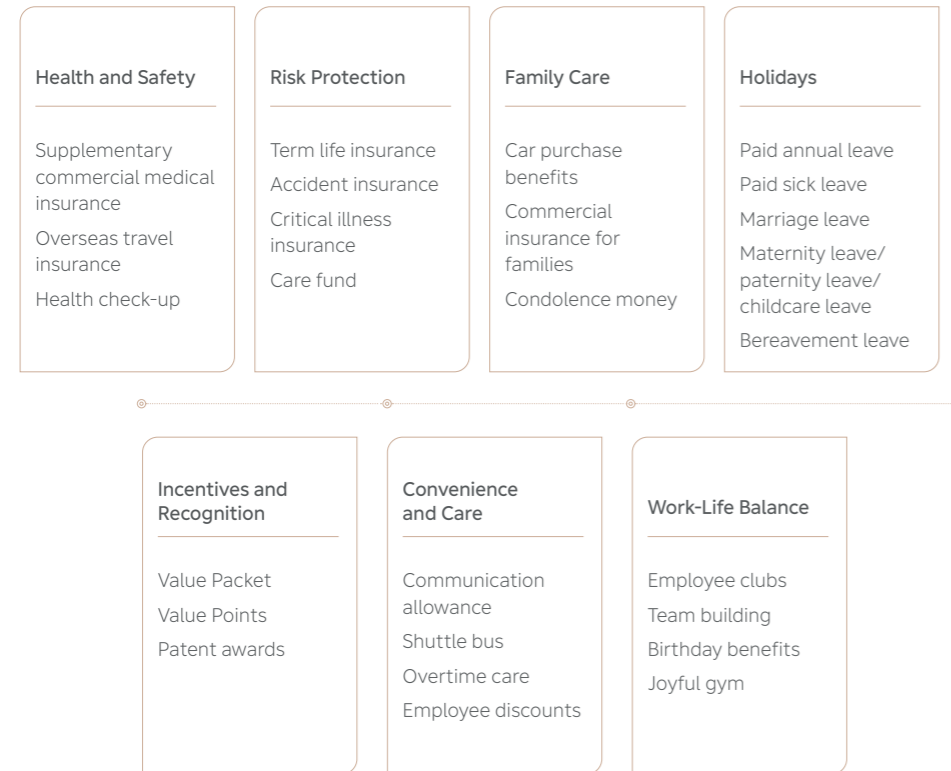 Health and Safety
Supplementary
commercial medical
insurance
Overseas travel
insurance
Health check-up
Risk Protection
Term life insurance
Accident insurance
Critical illness
insurance
Care fund
Family Care
Car purchase
benefits
Commercial
insurance for
families
Condolence money
Holidays
Paid annual leave
Paid sick leave
Marriage leave
Maternity leave/
paternity leave/
childcare leave
Bereavement leave
Incentives and
Recognition
Value Packet
Value Points
Patent awards
Convenience
and Care
Communication
allowance
Shuttle bus
Overtime care
Employee discounts
Work-Life Balance
Employee clubs
Team building
Birthday benefits
Joyful gym